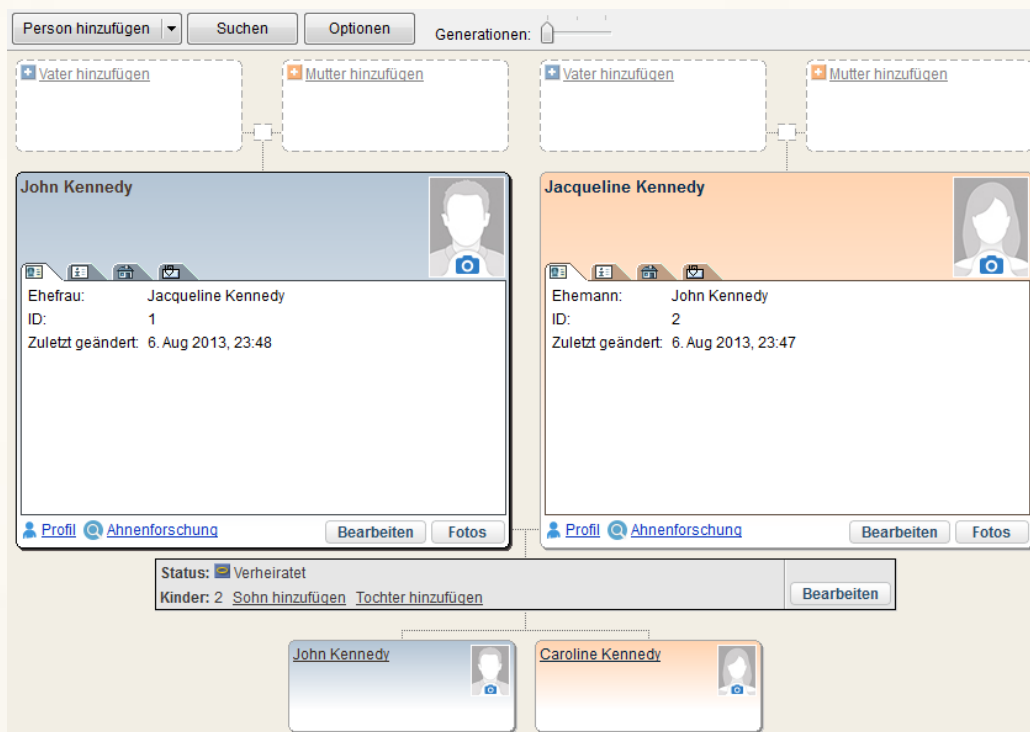 Person hinzufügen Suchen Optionen Generationen:
Vater hinzufügen Mutter hinzufügen Vater hinzufügen Mutter hinzufügen
John Kennedy
Ehefrau: Jacqueline Kennedy
ID: 1
Zuletzt geändert: 6. Aug 2013, 23:48
Profil Ahnenforschung Bearbeiten Fotos
Jacqueline Kennedy
Ehemann: John Kennedy
ID: 2
Zuletzt geändert: 6. Aug 2013, 23:47
Profil Ahnenforschung Bearbeiten Fotos
Status: Verheiratet
Kinder: 2 Sohn hinzufügen Tochter hinzufügen Bearbeiten
John Kennedy Caroline Kennedy